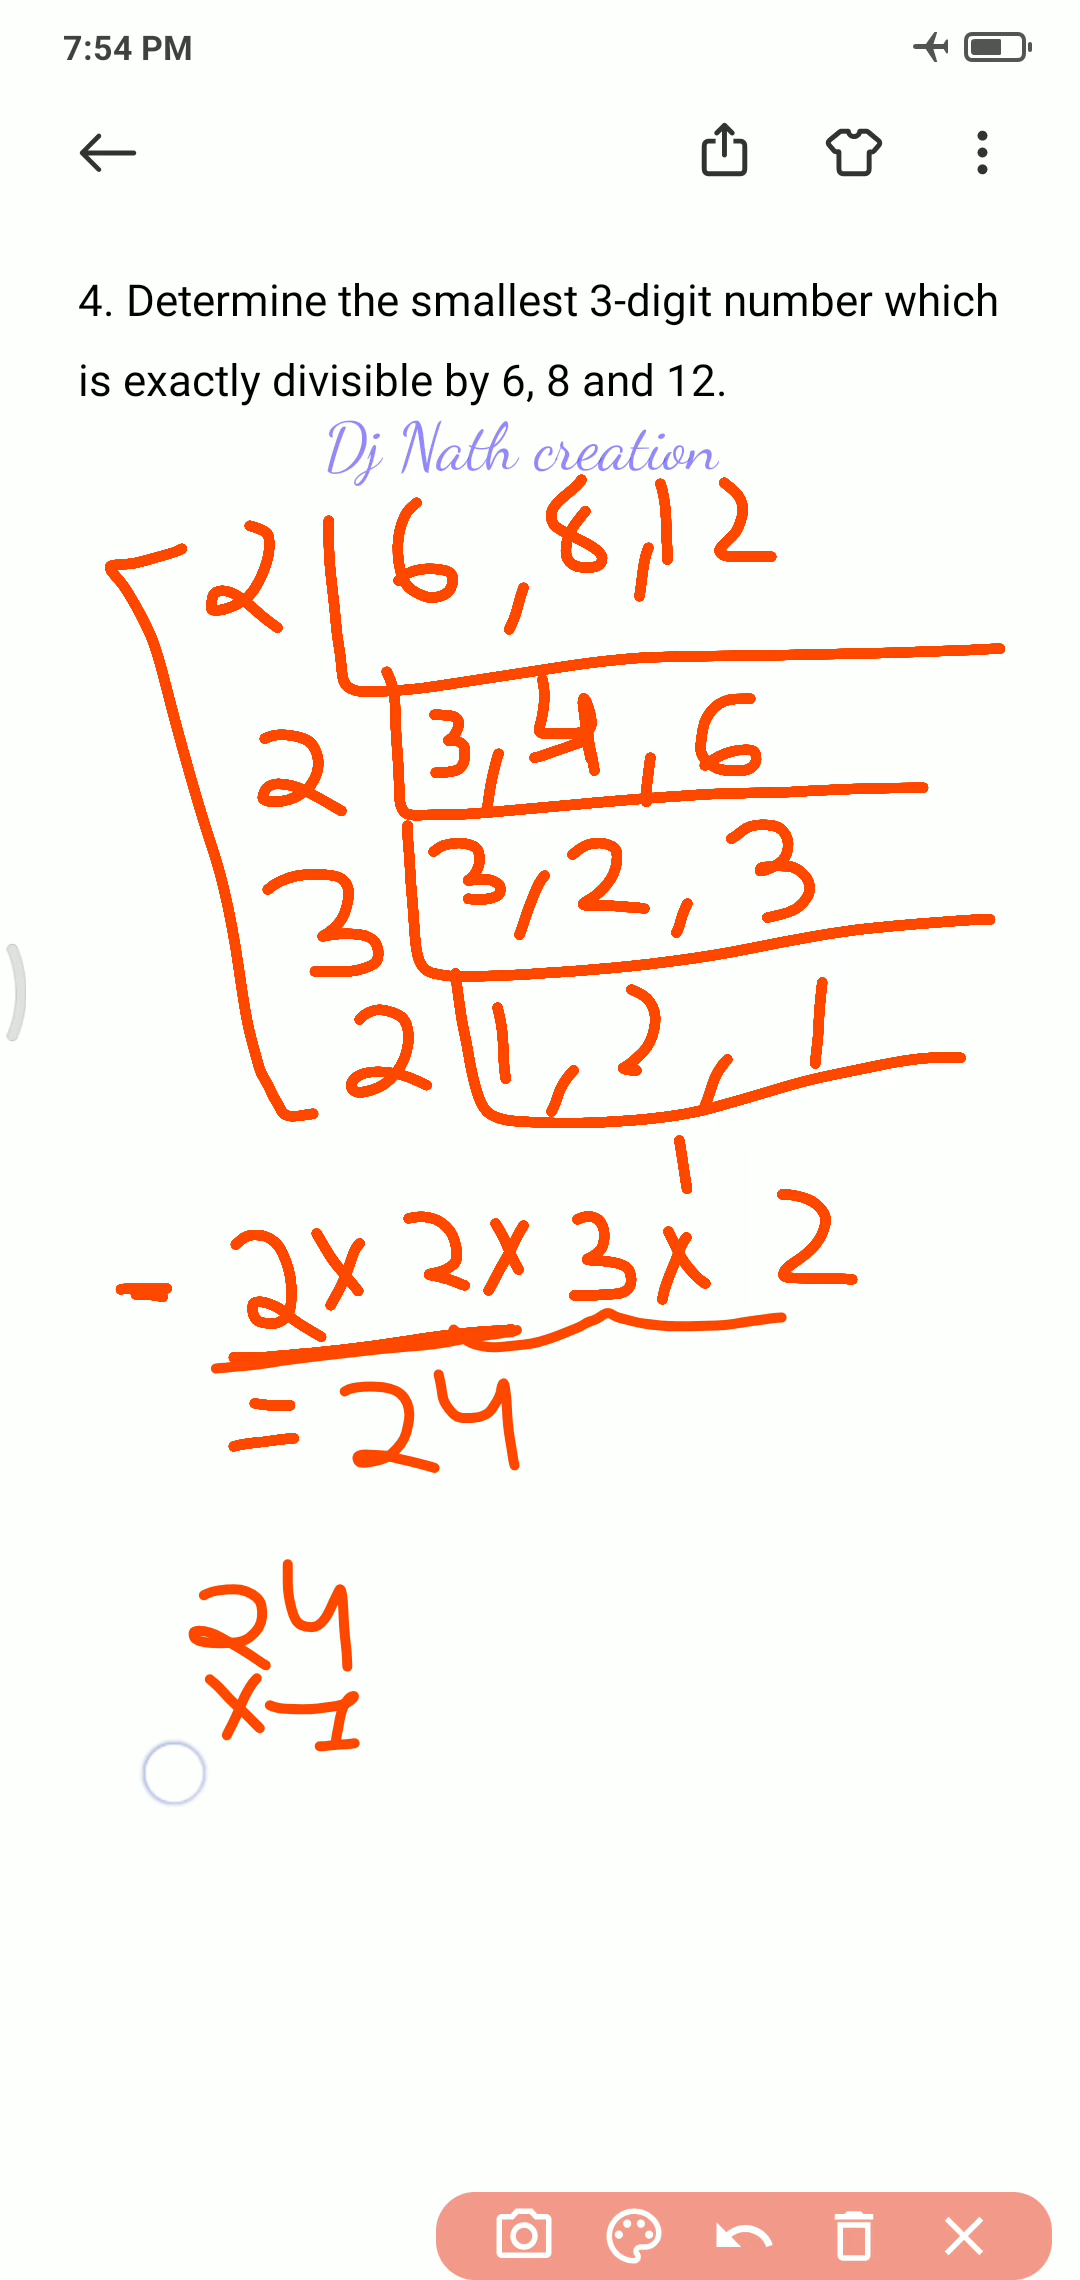 7:54 PM
4. Determine the smallest 3-digit number which
is exactly divisible by 6, 8 and 12.
Dj Nath creation
2 6, 8, 12
2 3, 4, 6
3 3, 2, 3
2 1, 2, 1
1
- 2 x 2 x 3 x 2
= 24
24
x 1